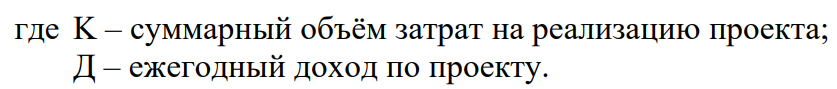 где К – суммарный объём затрат на реализацию проекта;
Д – ежегодный доход по проекту.